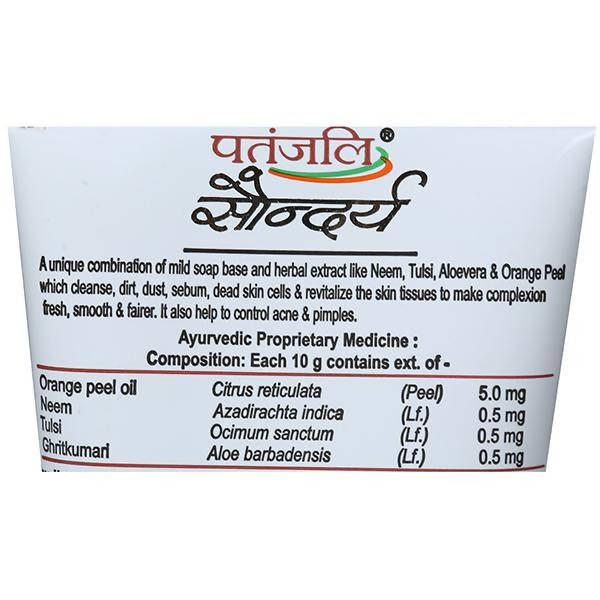 पतंजलि®
सौन्दर्य
A unique combination of mild soap base and herbal extract like Neem, Tulsi, Aloevera & Orange Peel
which cleanse, dirt, dust, sebum, dead skin cells & revitalize the skin tissues to make complexion
fresh, smooth & fairer. It also help to control acne & pimples.
Ayurvedic Proprietary Medicine :
Composition: Each 10 g contains ext. of -
Orange peel oil Citrus reticulata (Peel) 5.0 mg
Neem Azadirachta indica (Lf.) 0.5 mg
Tulsi Ocimum sanctum (Lf.) 0.5 mg
Ghritkumari Aloe barbadensis (Lf.) 0.5 mg